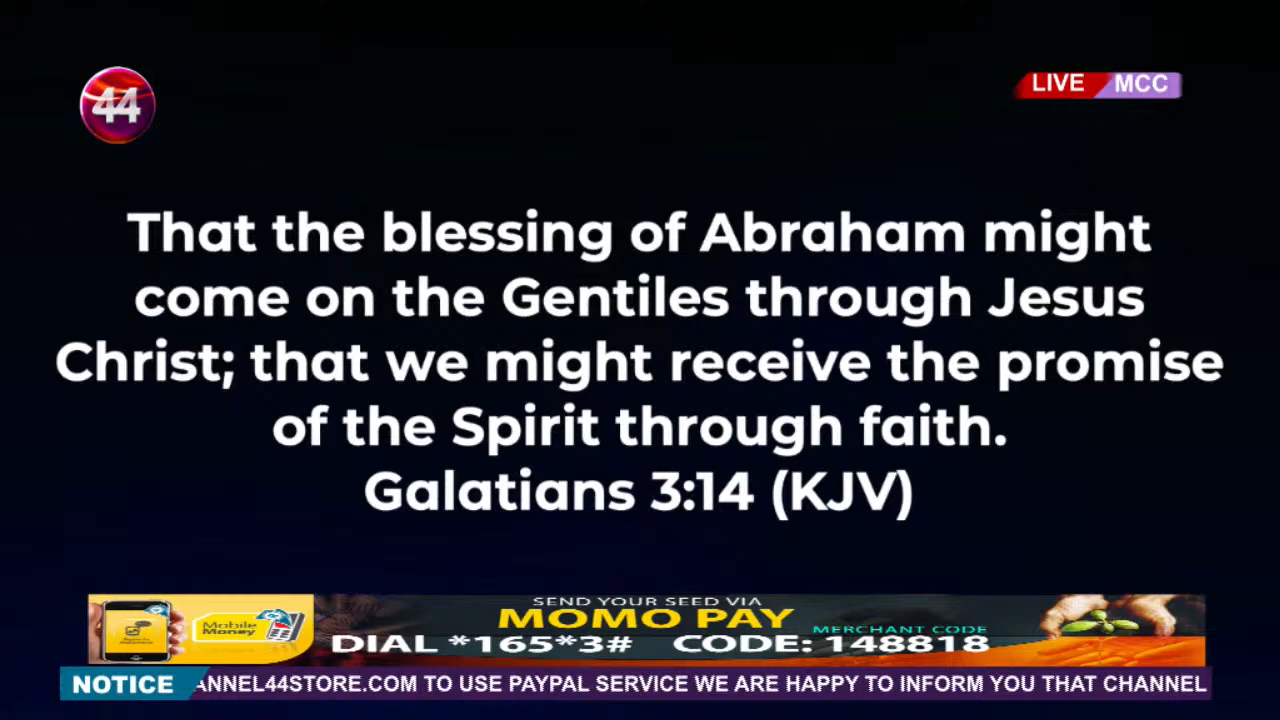 44
LIVE MCC
That the blessing of Abraham might
come on the Gentiles through Jesus
Christ; that we might receive the promise
of the Spirit through faith.
Galatians 3:14 (KJV)
SEND YOUR SEED VIA
Mobile Money
MOMO PAY
MERCHANT CODE
DIAL *165*3# CODE: 148818
NOTICE ANNEL44STORE.COM TO USE PAYPAL SERVICE WE ARE HAPPY TO INFORM YOU THAT CHANNEL